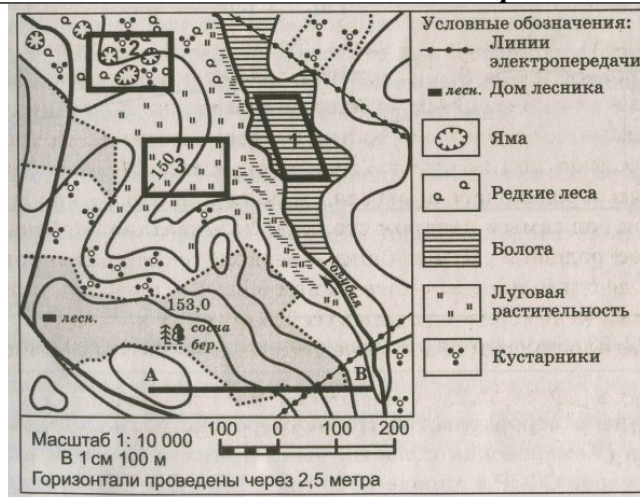 Условные обозначения:
Линии
электропередачи
лесн. Дом лесника
Яма
Редкие леса
Болота
Луговая
растительность
Кустарники
2
1
3
150
Голубая
153,0
лесн.
сосна
бер.
А
В
Масштаб 1: 10 000
В 1 см 100 м
Горизонтали проведены через 2,5 метра
100 0 100 200